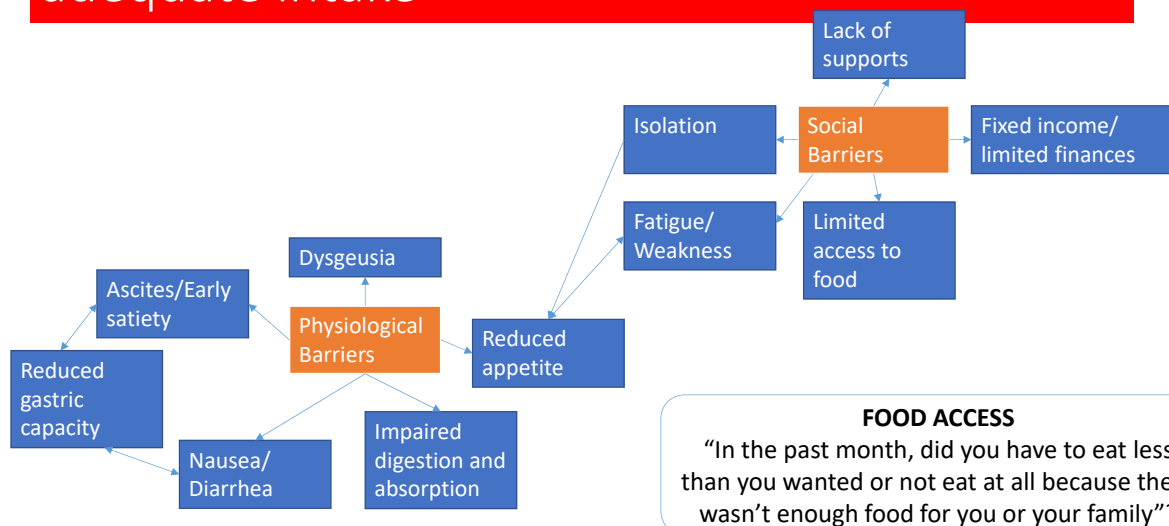 adequate intake
Lack of
supports
Isolation
Social
Barriers
Fixed income/
limited finances
Fatigue/
Weakness
Limited
access to
food
Dysgeusia
Ascites/Early
satiety
Physiological
Barriers
Reduced
appetite
Reduced
gastric
capacity
Nausea/
Diarrhea
Impaired
digestion and
absorption
FOOD ACCESS
“In the past month, did you have to eat less
than you wanted or not eat at all because the
wasn’t enough food for you or your family”?